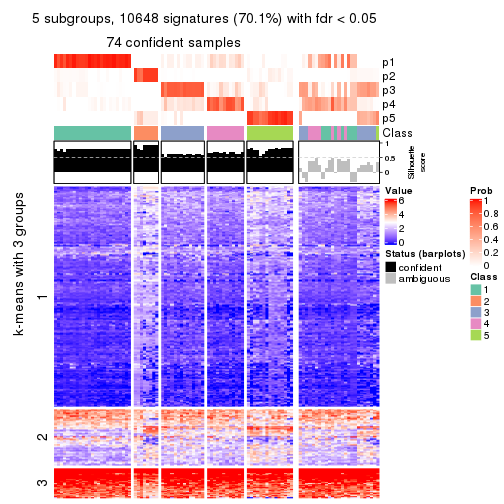 5 subgroups, 10648 signatures (70.1%) with fdr < 0.05
74 confident samples
p1
p2
p3
p4
p5
Class
1
0.5
0
Silhouette
score
k-means with 3 groups
1
2
3
Value
6
4
2
0
Status (barplots)
confident
ambiguous
Prob
1
0.8
0.6
0.4
0.2
0
Class
1
2
3
4
5